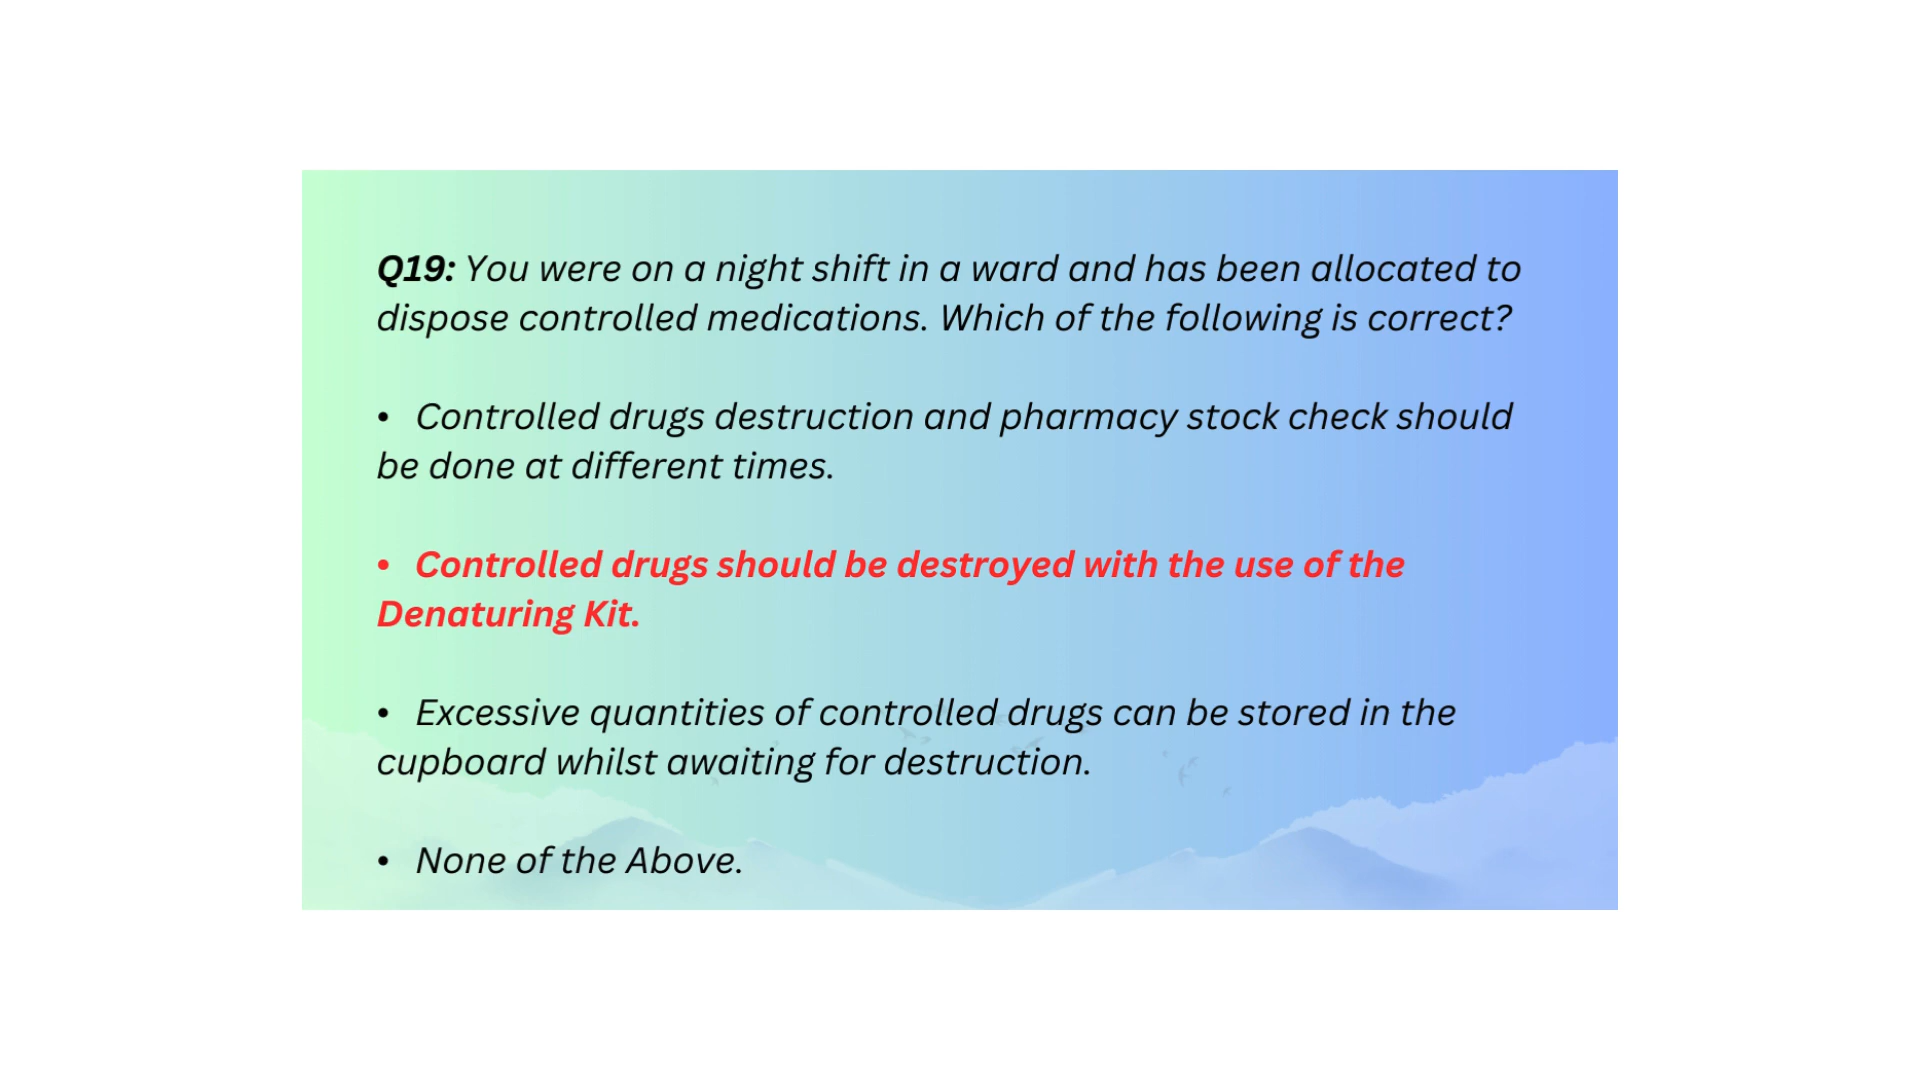 Q19: You were on a night shift in a ward and has been allocated to
dispose controlled medications. Which of the following is correct?
• Controlled drugs destruction and pharmacy stock check should
be done at different times.
• Controlled drugs should be destroyed with the use of the
Denaturing Kit.
• Excessive quantities of controlled drugs can be stored in the
cupboard whilst awaiting for destruction.
• None of the Above.